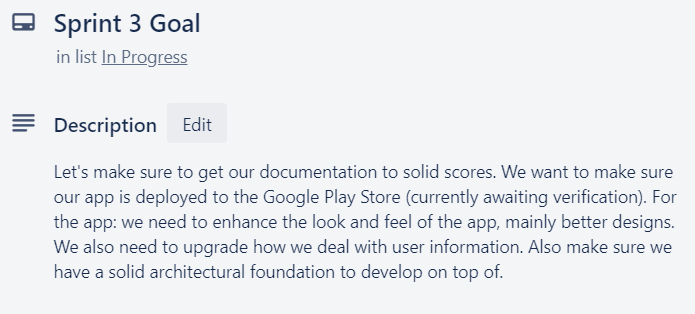 Sprint 3 Goal
in list In Progress
Description Edit
Let's make sure to get our documentation to solid scores. We want to make sure
our app is deployed to the Google Play Store (currently awaiting verification). For
the app: we need to enhance the look and feel of the app, mainly better designs.
We also need to upgrade how we deal with user information. Also make sure we
have a solid architectural foundation to develop on top of.